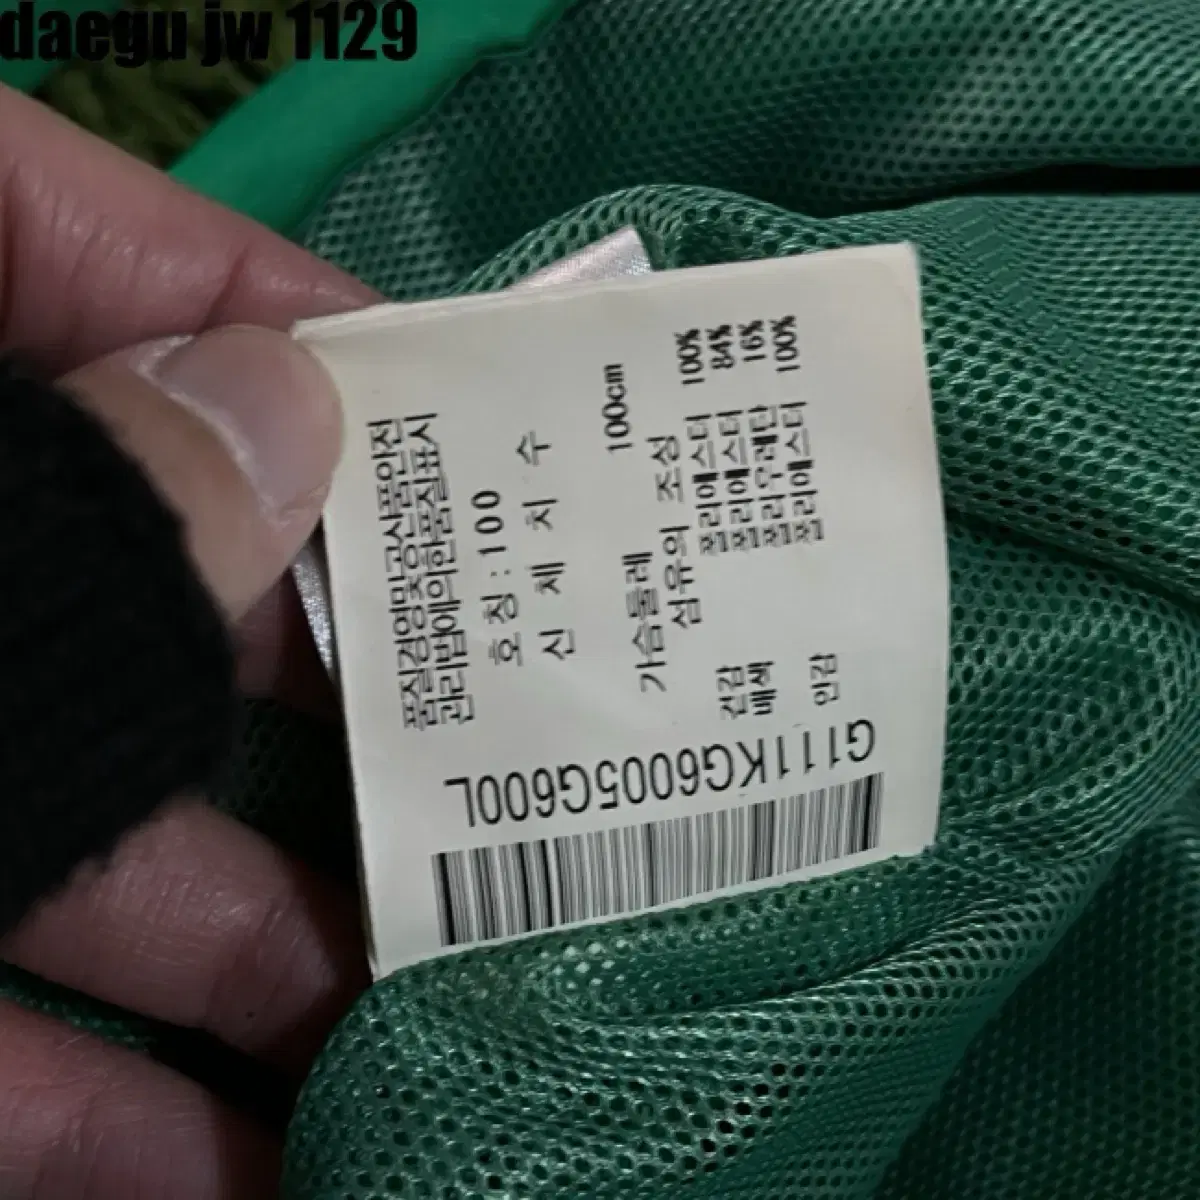 daegu jw 1129
품질경영및공산품안전
관리법에의한품질표시
호칭:100
신 체 치 수
가슴둘레 100cm
섬유의 조성
겉감 폴리에스터 100%
배색 폴리에스터 84%
폴리우레탄 16%
안감 폴리에스터 100%
G111KG6005G600L